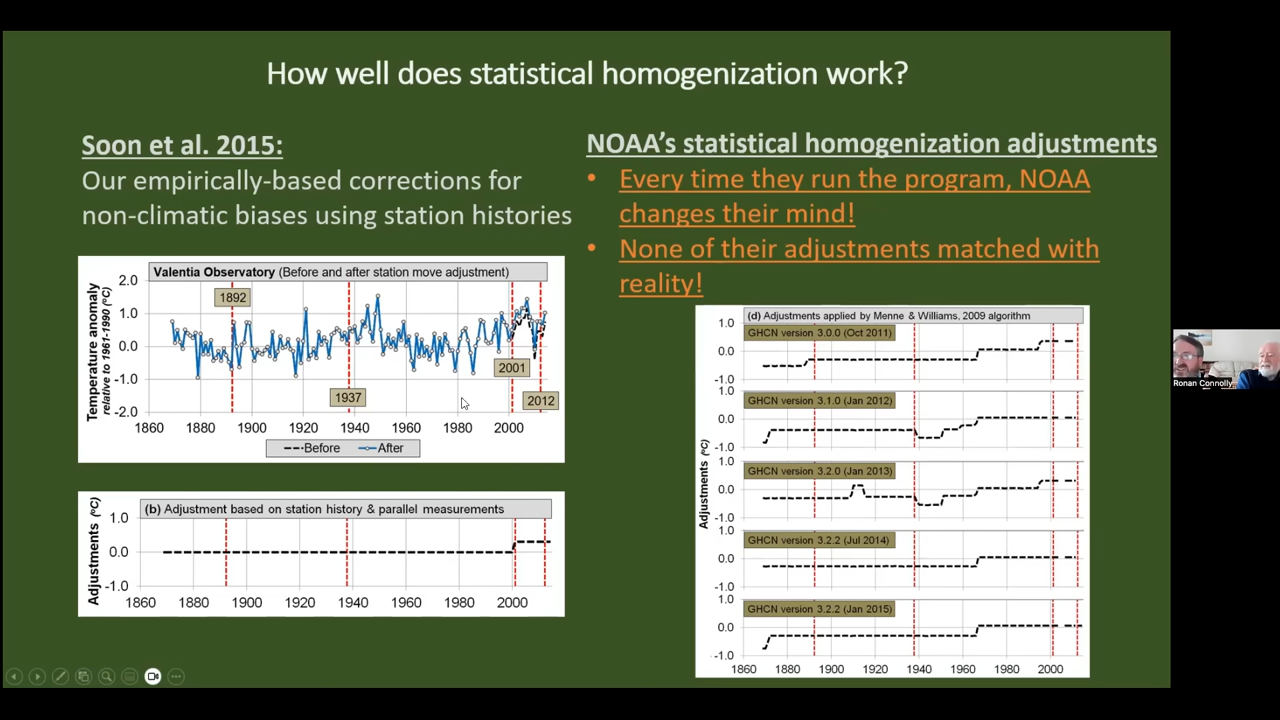 How well does statistical homogenization work?
Soon et al. 2015:
Our empirically-based corrections for
non-climatic biases using station histories
Valentia Observatory (Before and after station move adjustment)
Temperature anomaly
relative to 1961-1990 (°C)
2.0
1.0
0.0
-1.0
-2.0
1892
1937
2001
2012
1860 1880 1900 1920 1940 1960 1980 2000
Before After
(b) Adjustment based on station history & parallel measurements
Adjustments (°C)
1.0
0.0
-1.0
1860 1880 1900 1920 1940 1960 1980 2000
NOAA's statistical homogenization adjustments
• Every time they run the program, NOAA
changes their mind!
• None of their adjustments matched with
reality!
(d) Adjustments applied by Menne & Williams, 2009 algorithm
Adjustments (°C)
1.0
GHCN version 3.0.0 (Oct 2011)
0.0
-1.0
1.0
GHCN version 3.1.0 (Jan 2012)
0.0
-1.0
1.0
GHCN version 3.2.0 (Jan 2013)
0.0
-1.0
1.0
GHCN version 3.2.2 (Jul 2014)
0.0
-1.0
1.0
GHCN version 3.2.2 (Jan 2015)
0.0
-1.0
1860 1880 1900 1920 1940 1960 1980 2000
Ronan Connolly